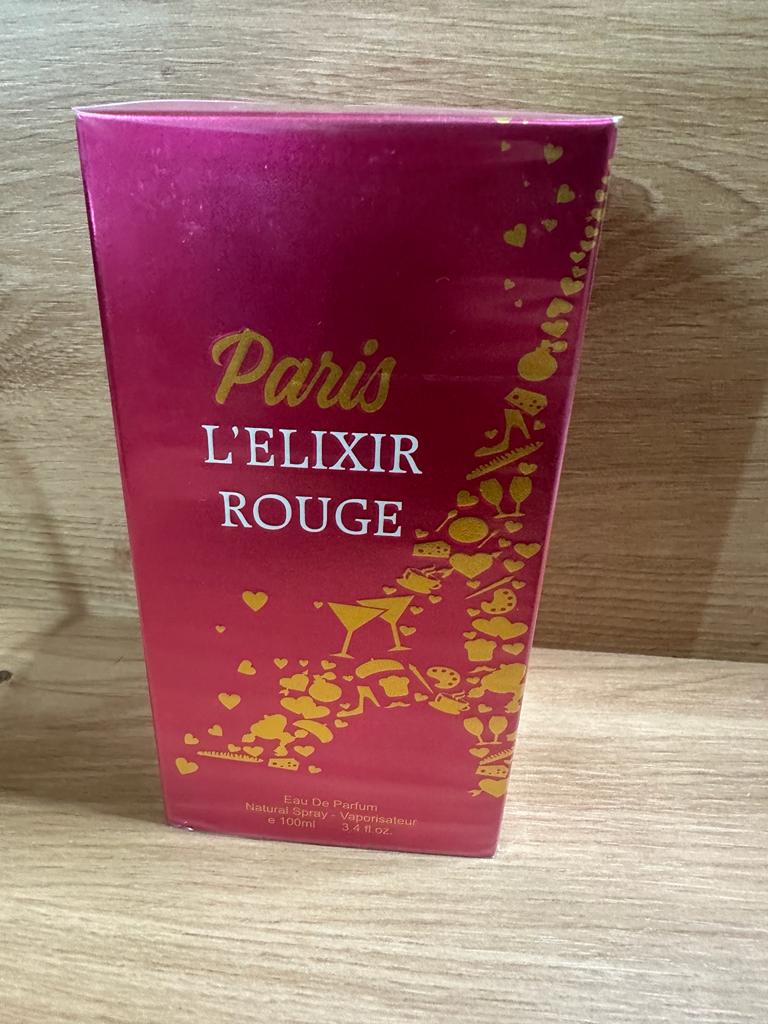 Paris
L'ELIXIR
ROUGE
Eau De Parfum
Natural Spray - Vaporisateur
e 100ml 3.4 fl.oz.